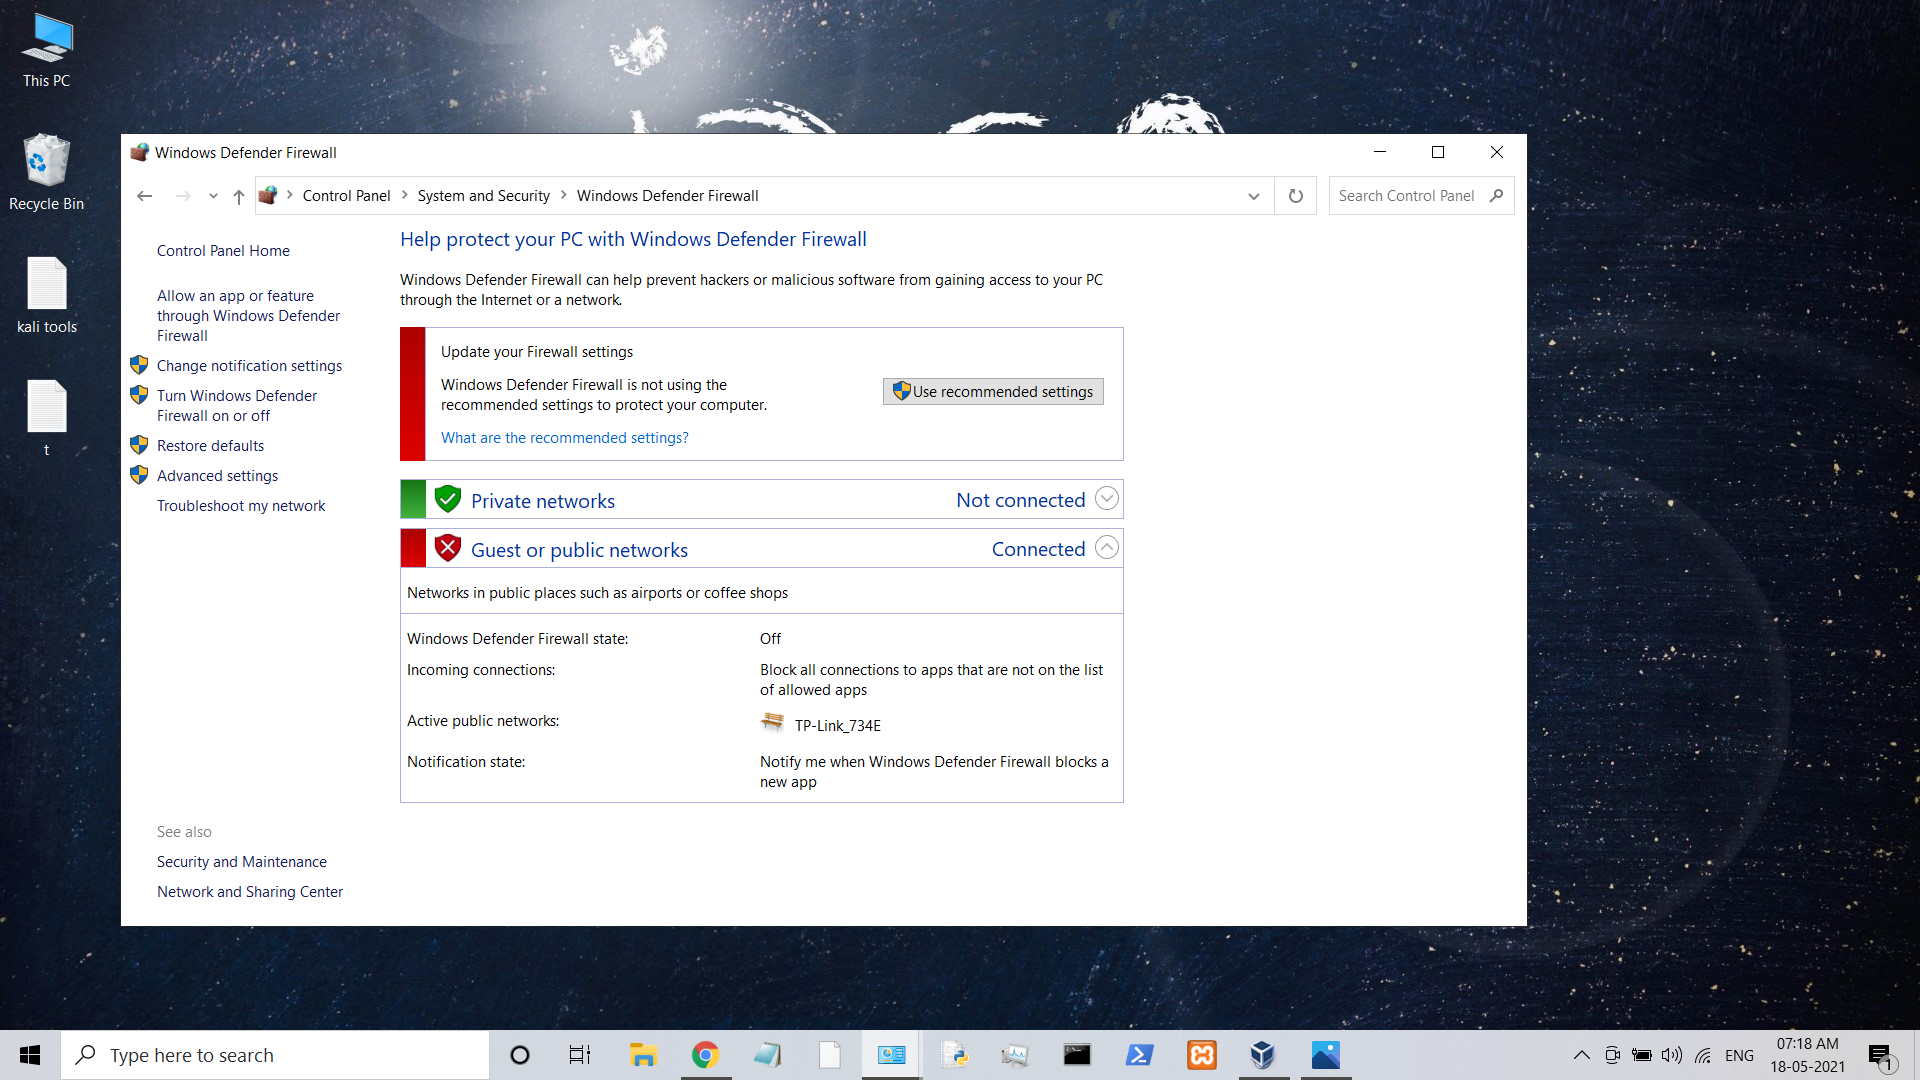 This PC
Recycle Bin
kali tools
t
Windows Defender Firewall
Control Panel
System and Security
Windows Defender Firewall
Search Control Panel
Control Panel Home
Allow an app or feature
through Windows Defender
Firewall
Change notification settings
Turn Windows Defender
Firewall on or off
Restore defaults
Advanced settings
Troubleshoot my network
See also
Security and Maintenance
Network and Sharing Center
Help protect your PC with Windows Defender Firewall
Windows Defender Firewall can help prevent hackers or malicious software from gaining access to your PC
through the Internet or a network.
Update your Firewall settings
Windows Defender Firewall is not using the
recommended settings to protect your computer.
Use recommended settings
What are the recommended settings?
Private networks
Not connected
Guest or public networks
Connected
Networks in public places such as airports or coffee shops
Windows Defender Firewall state:
Off
Incoming connections:
Block all connections to apps that are not on the list
of allowed apps
Active public networks:
TP-Link_734E
Notification state:
Notify me when Windows Defender Firewall blocks a
new app
Type here to search
ENG
07:18 AM
18-05-2021
1